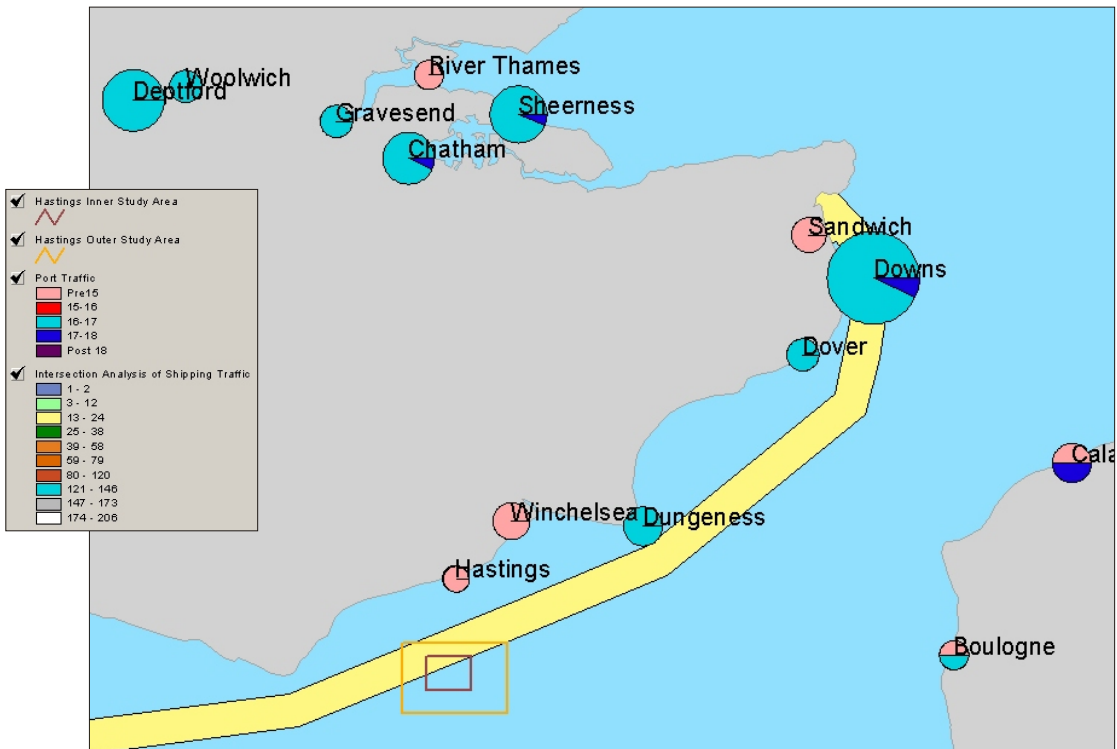 Hastings Inner Study Area
Hastings Outer Study Area
Port Traffic
Pre15
15-16
16-17
17-18
Post 18
Intersection Analysis of Shipping Traffic
1 - 2
3 - 12
13 - 24
25 - 38
39 - 58
59 - 79
80 - 120
121 - 146
147 - 173
174 - 206
River Thames
Woolwich
Deptford
Sheerness
Gravesend
Chatham
Sandwich
Downs
Dover
Cala
Winchelsea
Dungeness
Hastings
Boulogne